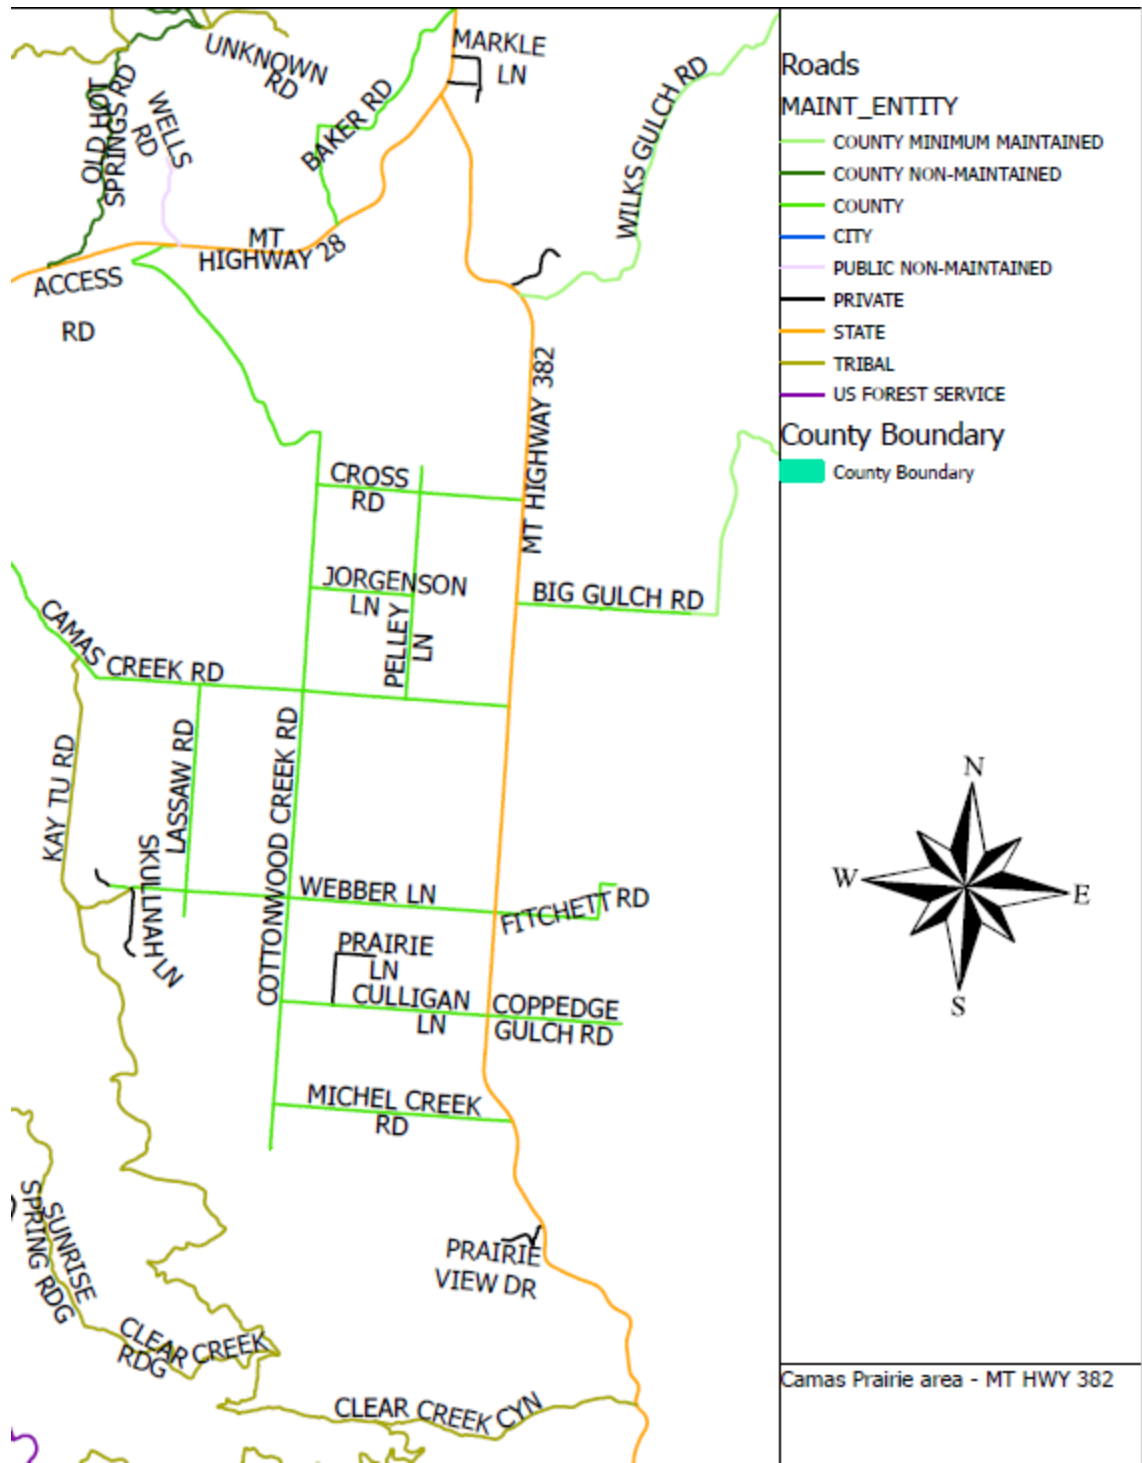 MARKLE
LN
UNKNOWN
RD
OLD HOT
SPRINGS RD
WELLS
RD
BAKER RD
WILKS GULCH RD
MT
HIGHWAY 28
ACCESS
RD
MT HIGHWAY 382
CROSS
RD
JORGENSON
LN
PELLEY
LN
BIG GULCH RD
CAMAS CREEK RD
KAY TU RD
LASSAW RD
COTTONWOOD CREEK RD
SKULLNAH LN
WEBBER LN
FITCHETT RD
PRAIRIE
LN
CULLIGAN
LN
COPPEDGE
GULCH RD
MICHEL CREEK
RD
SUNRISE
SPRING RDG
PRAIRIE
VIEW DR
CLEAR CREEK
RDG
CLEAR CREEK CYN
Roads
MAINT_ENTITY
COUNTY MINIMUM MAINTAINED
COUNTY NON-MAINTAINED
COUNTY
CITY
PUBLIC NON-MAINTAINED
PRIVATE
STATE
TRIBAL
US FOREST SERVICE
County Boundary
County Boundary
N
W
E
S
Camas Prairie area - MT HWY 382